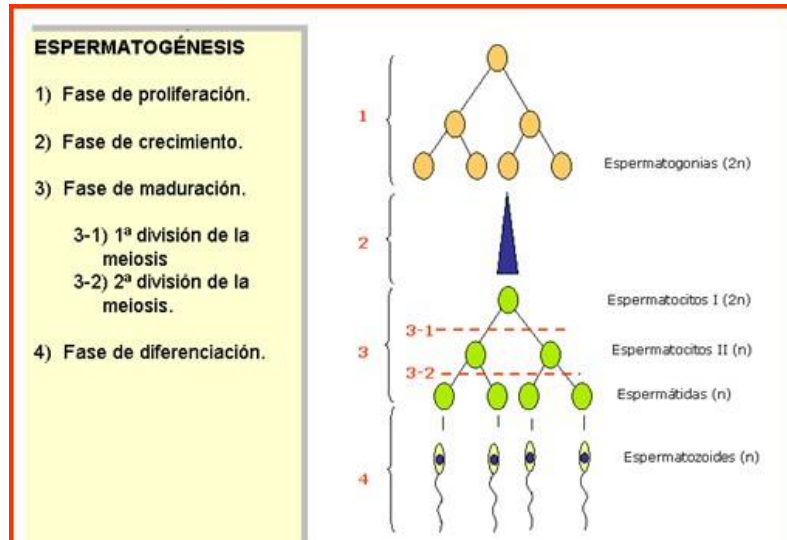 ESPERMATOGÉNESIS
1) Fase de proliferación.
2) Fase de crecimiento.
3) Fase de maduración.
3-1) 1ª división de la
meiosis
3-2) 2ª división de la
meiosis.
4) Fase de diferenciación.
1
Espermatogonias (2n)
2
Espermatocitos I (2n)
3-1
3
Espermatocitos II (n)
3-2
Espermátidas (n)
Espermatozoides (n)
4